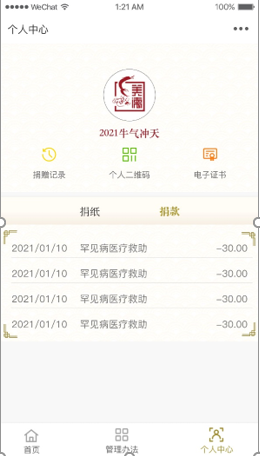 ●●●●● WeChat 1:21 AM 100%
个人中心
2021牛气冲天
捐赠记录 个人二维码 电子证书
捐纸 捐款
2021/01/10 罕见病医疗救助 -30.00
2021/01/10 罕见病医疗救助 -30.00
2021/01/10 罕见病医疗救助 -30.00
2021/01/10 罕见病医疗救助 -30.00
首页 管理办法 个人中心